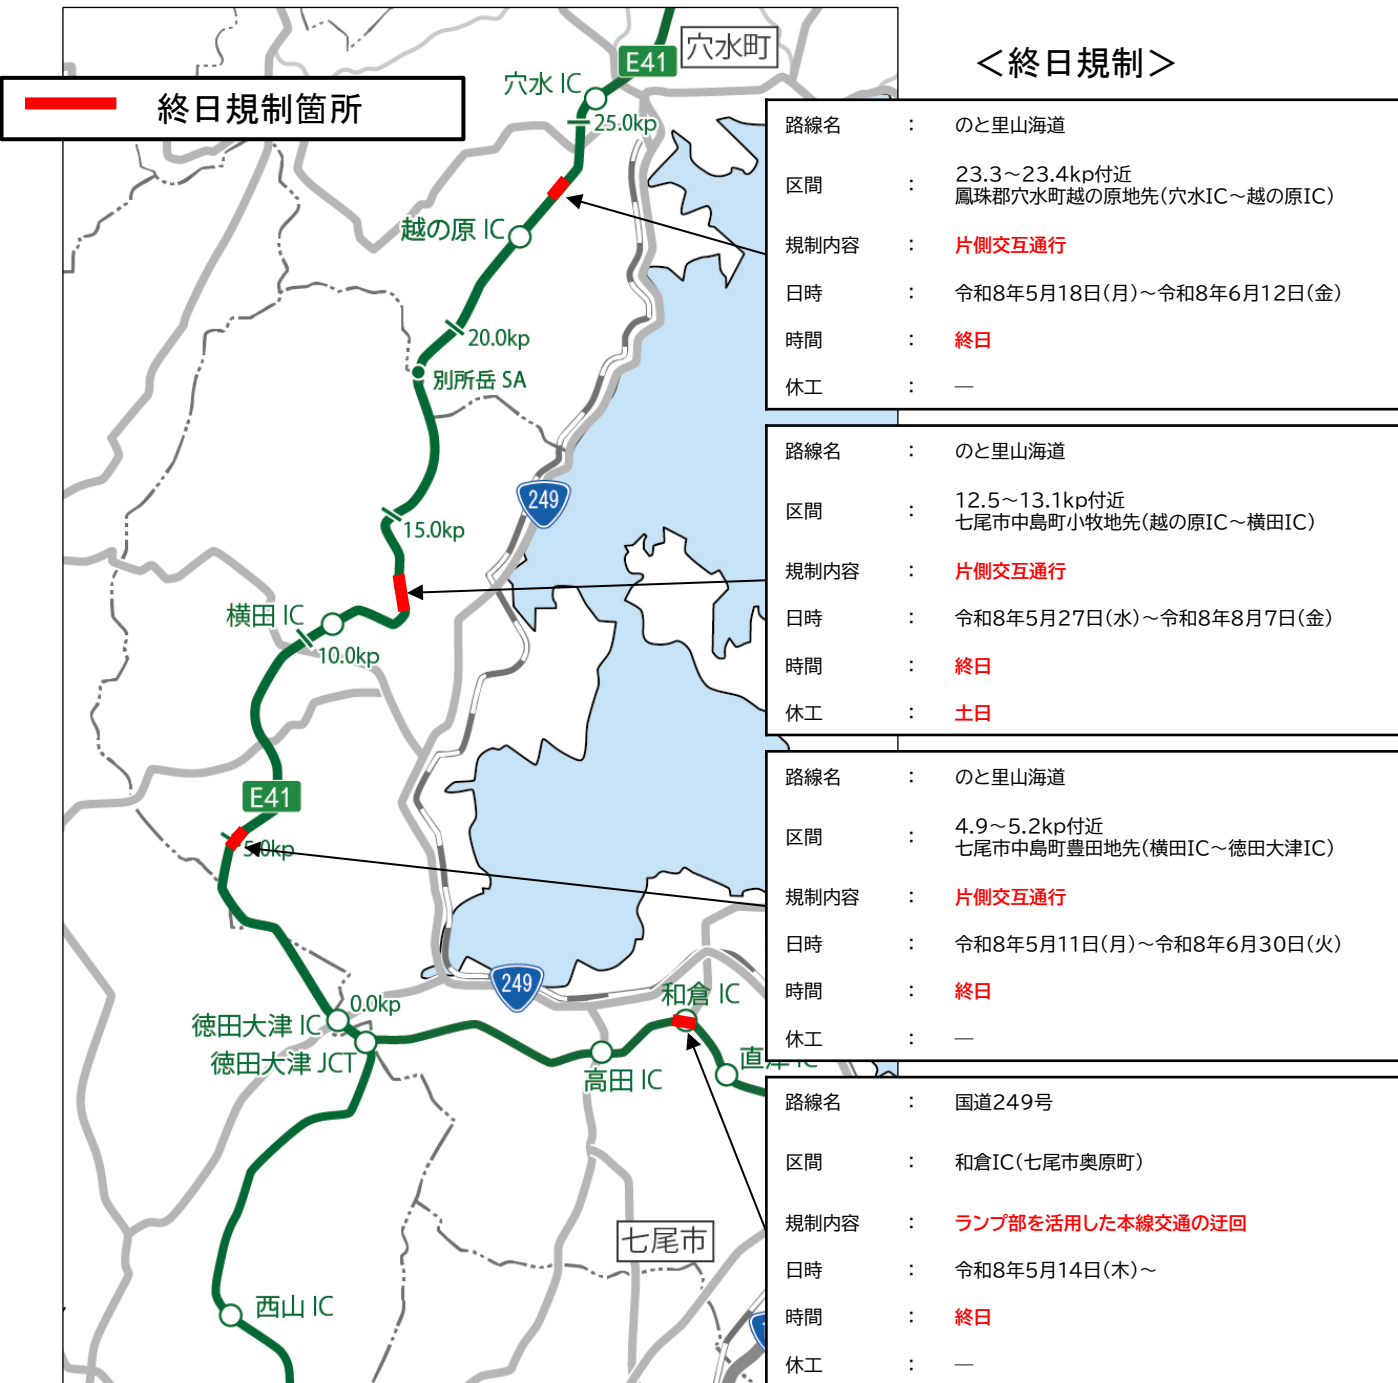 ＜終日規制＞
終日規制箇所
穴水町
E41
穴水 IC
25.0kp
越の原 IC
20.0kp
別所岳 SA
249
15.0kp
横田 IC
10.0kp
E41
5.0kp
249
0.0kp
徳田大津 IC
徳田大津 JCT
和倉 IC
高田 IC
直津 IC
七尾市
西山 IC
路線名 ： のと里山海道
区間 ： 23.3～23.4kp付近
鳳珠郡穴水町越の原地先(穴水IC～越の原IC)
規制内容 ： 片側交互通行
日時 ： 令和8年5月18日(月)～令和8年6月12日(金)
時間 ： 終日
休工 ： ―
路線名 ： のと里山海道
区間 ： 12.5～13.1kp付近
七尾市中島町小牧地先(越の原IC～横田IC)
規制内容 ： 片側交互通行
日時 ： 令和8年5月27日(水)～令和8年8月7日(金)
時間 ： 終日
休工 ： 土日
路線名 ： のと里山海道
区間 ： 4.9～5.2kp付近
七尾市中島町豊田地先(横田IC～徳田大津IC)
規制内容 ： 片側交互通行
日時 ： 令和8年5月11日(月)～令和8年6月30日(火)
時間 ： 終日
休工 ： ―
路線名 ： 国道249号
区間 ： 和倉IC(七尾市奥原町)
規制内容 ： ランプ部を活用した本線交通の迂回
日時 ： 令和8年5月14日(木)～
時間 ： 終日
休工 ： ―